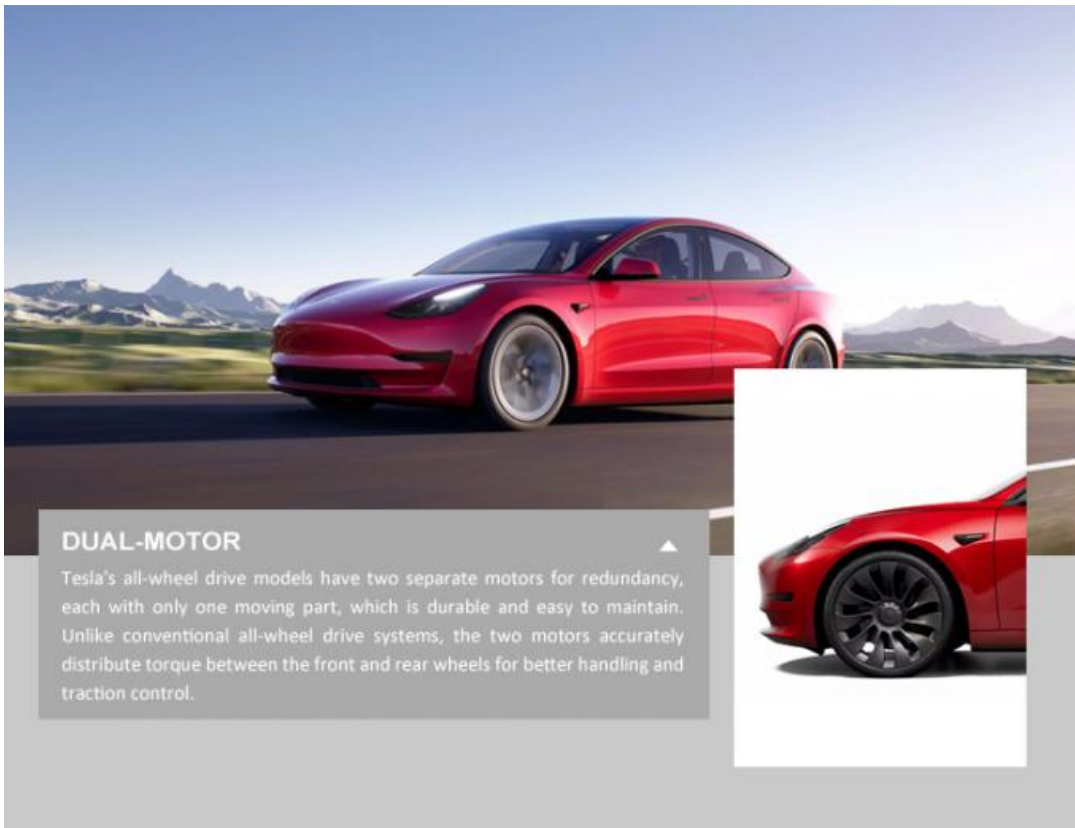 DUAL-MOTOR
Tesla's all-wheel drive models have two separate motors for redundancy,
each with only one moving part, which is durable and easy to maintain.
Unlike conventional all-wheel drive systems, the two motors accurately
distribute torque between the front and rear wheels for better handling and
traction control.